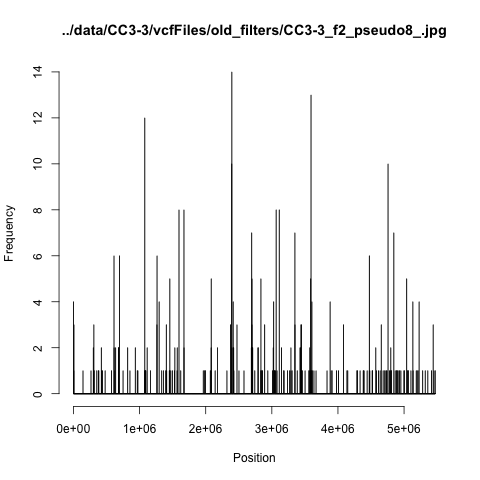 ../data/CC3-3/vcfFiles/old_filters/CC3-3_f2_pseudo8_.jpg
Frequency
14
12
10
8
6
4
2
0
0e+00 1e+06 2e+06 3e+06 4e+06 5e+06
Position